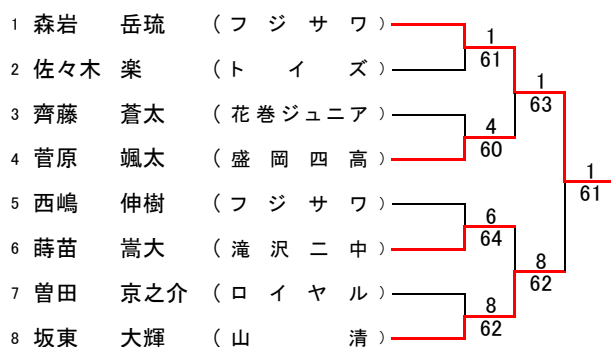 1 森岩 岳琉 (フジサワ)
1
61
2 佐々木 楽 (トイズ)
1
63
3 齊藤 蒼太 (花巻ジュニア)
4
60
4 菅原 颯太 (盛岡四高)
1
61
5 西嶋 伸樹 (フジサワ)
6
64
6 蒔苗 嵩大 (滝沢二中)
8
62
7 曽田 京之介 (ロイヤル)
8
62
8 坂東 大輝 (山清)